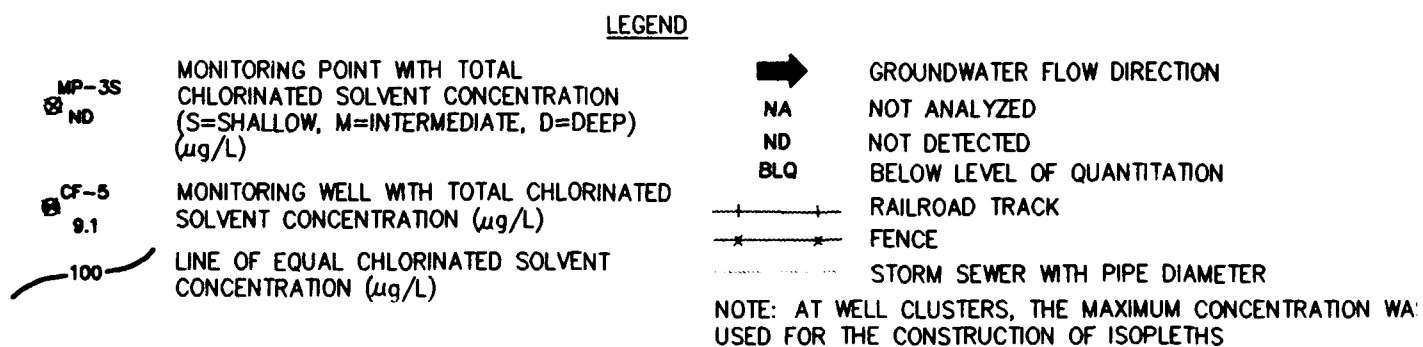 LEGEND
MP-3S
ND
MONITORING POINT WITH TOTAL
CHLORINATED SOLVENT CONCENTRATION
(S=SHALLOW, M=INTERMEDIATE, D=DEEP)
(µg/L)
CF-5
9.1
MONITORING WELL WITH TOTAL CHLORINATED
SOLVENT CONCENTRATION (µg/L)
100
LINE OF EQUAL CHLORINATED SOLVENT
CONCENTRATION (µg/L)
GROUNDWATER FLOW DIRECTION
NA NOT ANALYZED
ND NOT DETECTED
BLQ BELOW LEVEL OF QUANTITATION
RAILROAD TRACK
FENCE
STORM SEWER WITH PIPE DIAMETER
NOTE: AT WELL CLUSTERS, THE MAXIMUM CONCENTRATION WA
USED FOR THE CONSTRUCTION OF ISOPLETHS